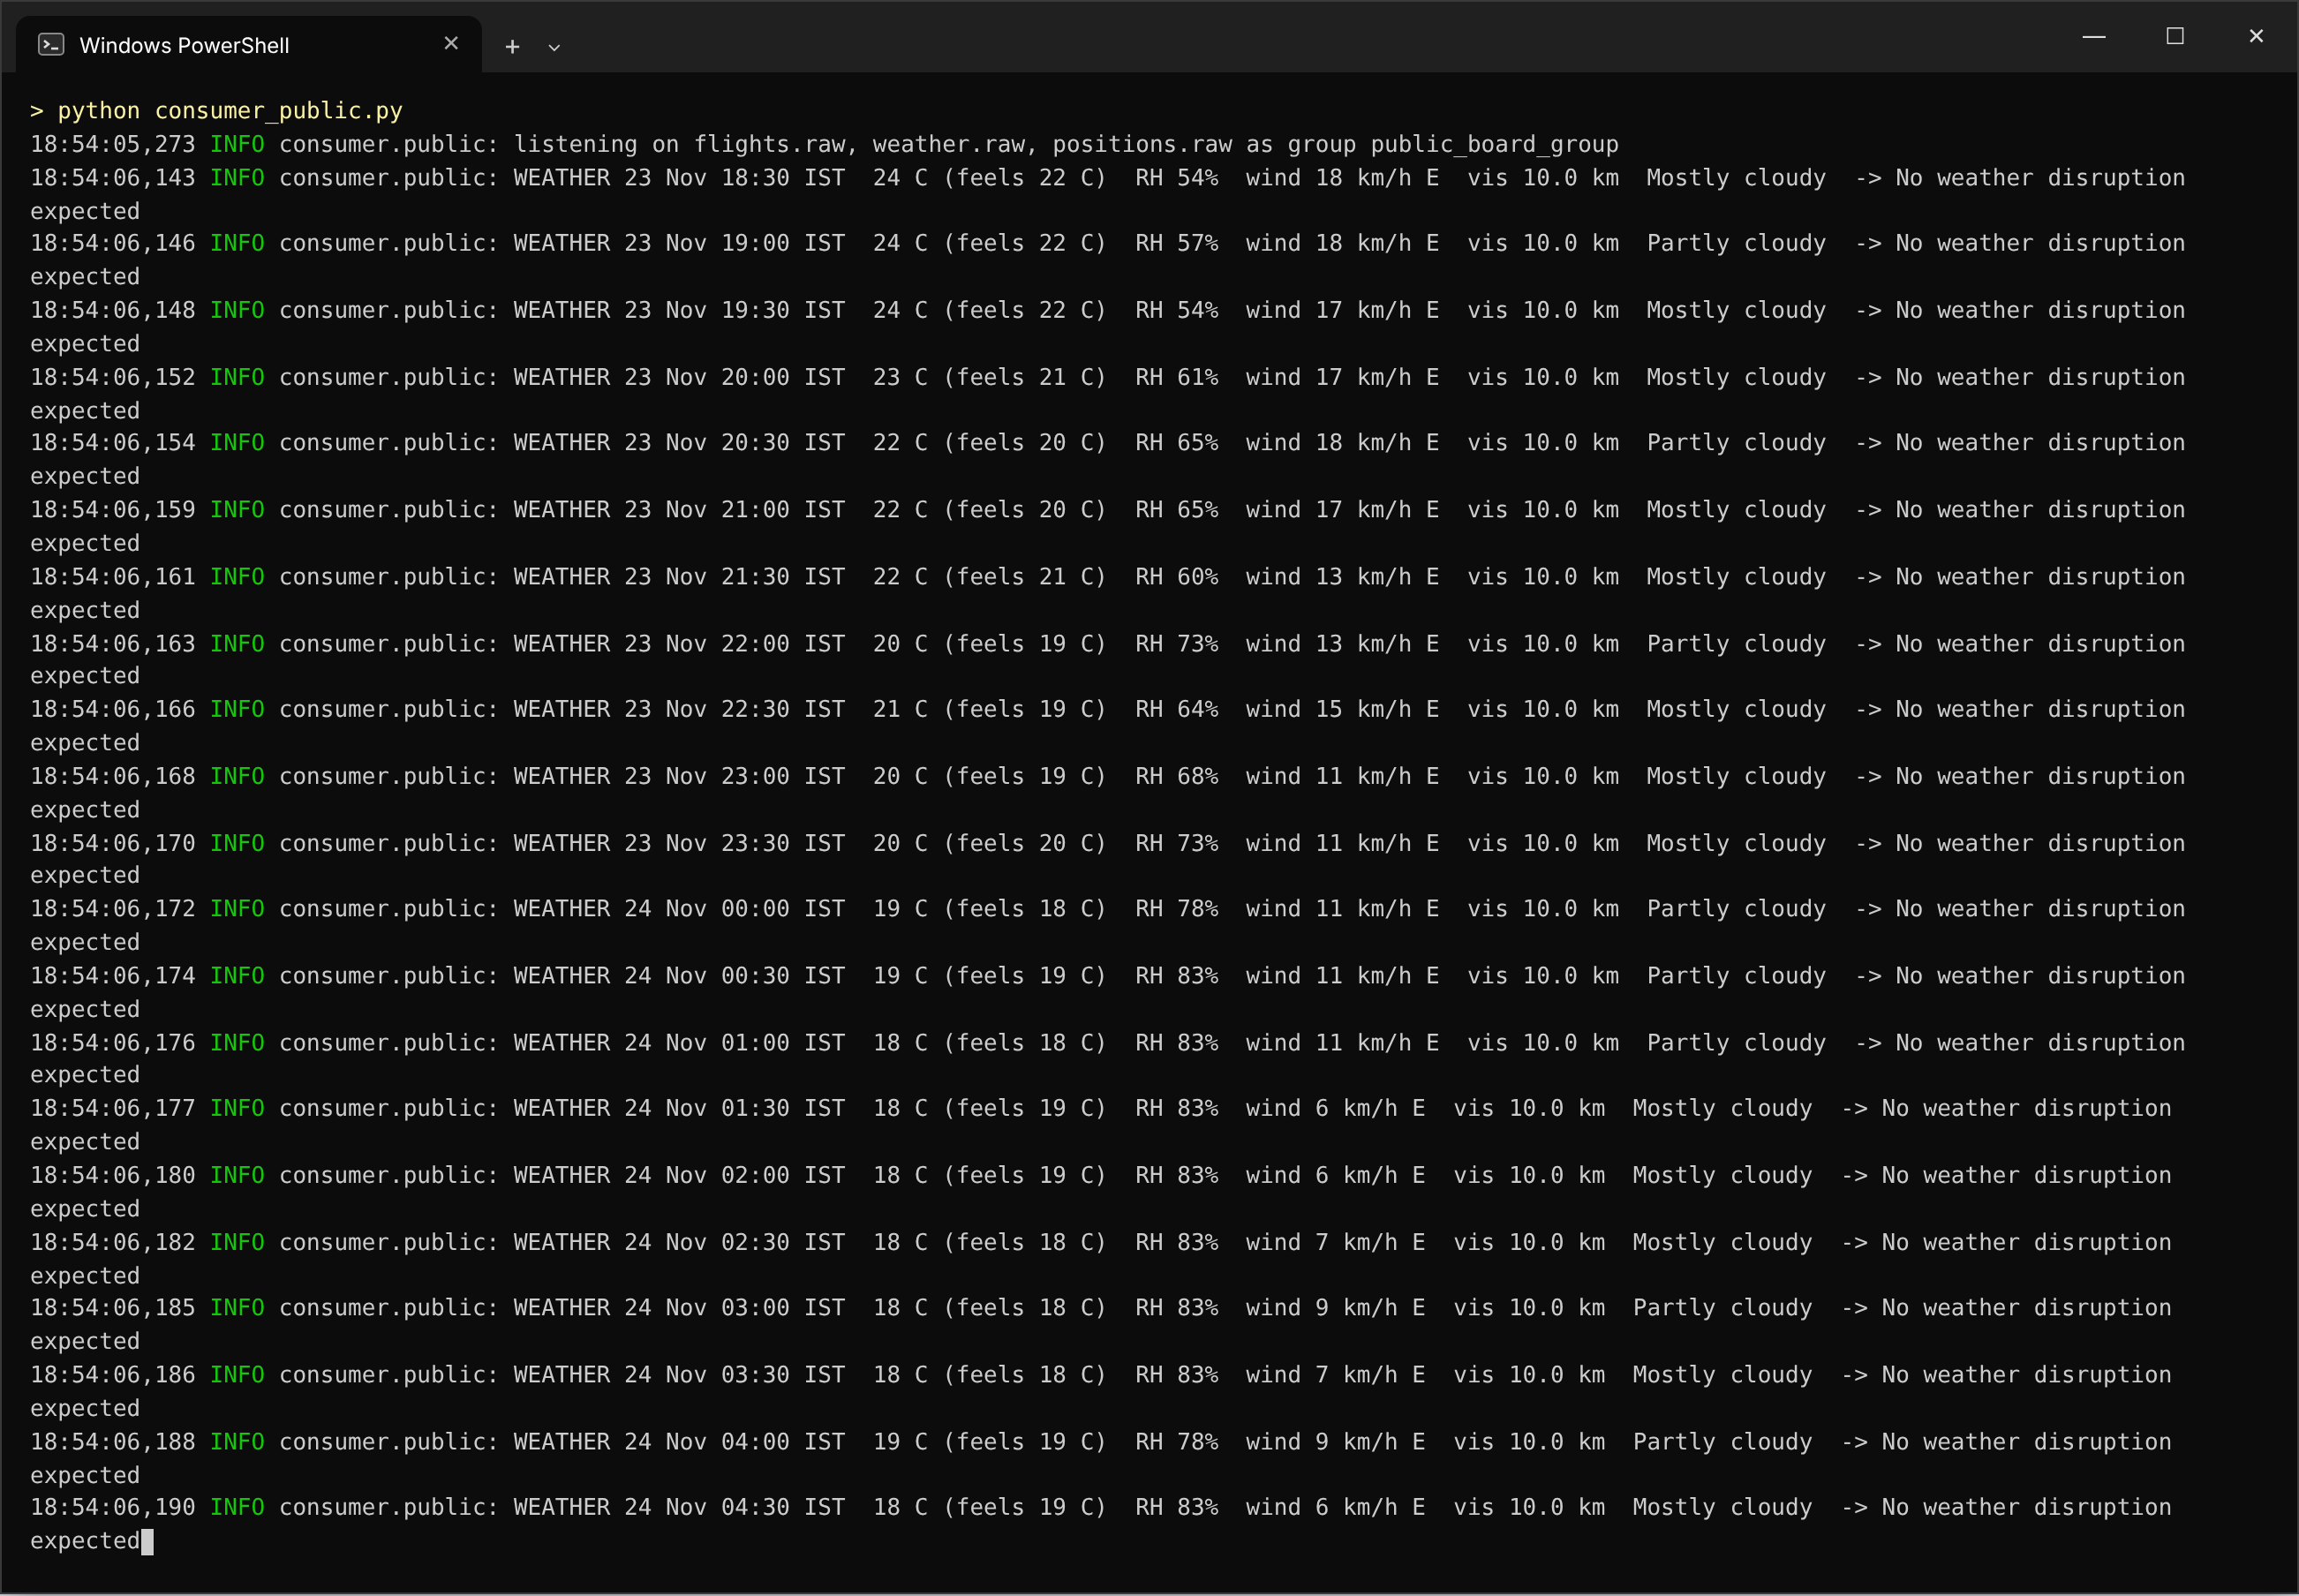 Windows PowerShell
> python consumer_public.py
18:54:05,273 INFO consumer.public: listening on flights.raw, weather.raw, positions.raw as group public_board_group
18:54:06,143 INFO consumer.public: WEATHER 23 Nov 18:30 IST  24 C (feels 22 C)  RH 54%  wind 18 km/h E  vis 10.0 km  Mostly cloudy  -> No weather disruption
expected
18:54:06,146 INFO consumer.public: WEATHER 23 Nov 19:00 IST  24 C (feels 22 C)  RH 57%  wind 18 km/h E  vis 10.0 km  Partly cloudy  -> No weather disruption
expected
18:54:06,148 INFO consumer.public: WEATHER 23 Nov 19:30 IST  24 C (feels 22 C)  RH 54%  wind 17 km/h E  vis 10.0 km  Mostly cloudy  -> No weather disruption
expected
18:54:06,152 INFO consumer.public: WEATHER 23 Nov 20:00 IST  23 C (feels 21 C)  RH 61%  wind 17 km/h E  vis 10.0 km  Mostly cloudy  -> No weather disruption
expected
18:54:06,154 INFO consumer.public: WEATHER 23 Nov 20:30 IST  22 C (feels 20 C)  RH 65%  wind 18 km/h E  vis 10.0 km  Partly cloudy  -> No weather disruption
expected
18:54:06,159 INFO consumer.public: WEATHER 23 Nov 21:00 IST  22 C (feels 20 C)  RH 65%  wind 17 km/h E  vis 10.0 km  Mostly cloudy  -> No weather disruption
expected
18:54:06,161 INFO consumer.public: WEATHER 23 Nov 21:30 IST  22 C (feels 21 C)  RH 60%  wind 13 km/h E  vis 10.0 km  Mostly cloudy  -> No weather disruption
expected
18:54:06,163 INFO consumer.public: WEATHER 23 Nov 22:00 IST  20 C (feels 19 C)  RH 73%  wind 13 km/h E  vis 10.0 km  Partly cloudy  -> No weather disruption
expected
18:54:06,166 INFO consumer.public: WEATHER 23 Nov 22:30 IST  21 C (feels 19 C)  RH 64%  wind 15 km/h E  vis 10.0 km  Mostly cloudy  -> No weather disruption
expected
18:54:06,168 INFO consumer.public: WEATHER 23 Nov 23:00 IST  20 C (feels 19 C)  RH 68%  wind 11 km/h E  vis 10.0 km  Mostly cloudy  -> No weather disruption
expected
18:54:06,170 INFO consumer.public: WEATHER 23 Nov 23:30 IST  20 C (feels 20 C)  RH 73%  wind 11 km/h E  vis 10.0 km  Mostly cloudy  -> No weather disruption
expected
18:54:06,172 INFO consumer.public: WEATHER 24 Nov 00:00 IST  19 C (feels 18 C)  RH 78%  wind 11 km/h E  vis 10.0 km  Partly cloudy  -> No weather disruption
expected
18:54:06,174 INFO consumer.public: WEATHER 24 Nov 00:30 IST  19 C (feels 19 C)  RH 83%  wind 11 km/h E  vis 10.0 km  Partly cloudy  -> No weather disruption
expected
18:54:06,176 INFO consumer.public: WEATHER 24 Nov 01:00 IST  18 C (feels 18 C)  RH 83%  wind 11 km/h E  vis 10.0 km  Partly cloudy  -> No weather disruption
expected
18:54:06,177 INFO consumer.public: WEATHER 24 Nov 01:30 IST  18 C (feels 19 C)  RH 83%  wind 6 km/h E  vis 10.0 km  Mostly cloudy  -> No weather disruption
expected
18:54:06,180 INFO consumer.public: WEATHER 24 Nov 02:00 IST  18 C (feels 19 C)  RH 83%  wind 6 km/h E  vis 10.0 km  Mostly cloudy  -> No weather disruption
expected
18:54:06,182 INFO consumer.public: WEATHER 24 Nov 02:30 IST  18 C (feels 18 C)  RH 83%  wind 7 km/h E  vis 10.0 km  Mostly cloudy  -> No weather disruption
expected
18:54:06,185 INFO consumer.public: WEATHER 24 Nov 03:00 IST  18 C (feels 18 C)  RH 83%  wind 9 km/h E  vis 10.0 km  Partly cloudy  -> No weather disruption
expected
18:54:06,186 INFO consumer.public: WEATHER 24 Nov 03:30 IST  18 C (feels 18 C)  RH 83%  wind 7 km/h E  vis 10.0 km  Mostly cloudy  -> No weather disruption
expected
18:54:06,188 INFO consumer.public: WEATHER 24 Nov 04:00 IST  19 C (feels 19 C)  RH 78%  wind 9 km/h E  vis 10.0 km  Partly cloudy  -> No weather disruption
expected
18:54:06,190 INFO consumer.public: WEATHER 24 Nov 04:30 IST  18 C (feels 19 C)  RH 83%  wind 6 km/h E  vis 10.0 km  Mostly cloudy  -> No weather disruption
expected